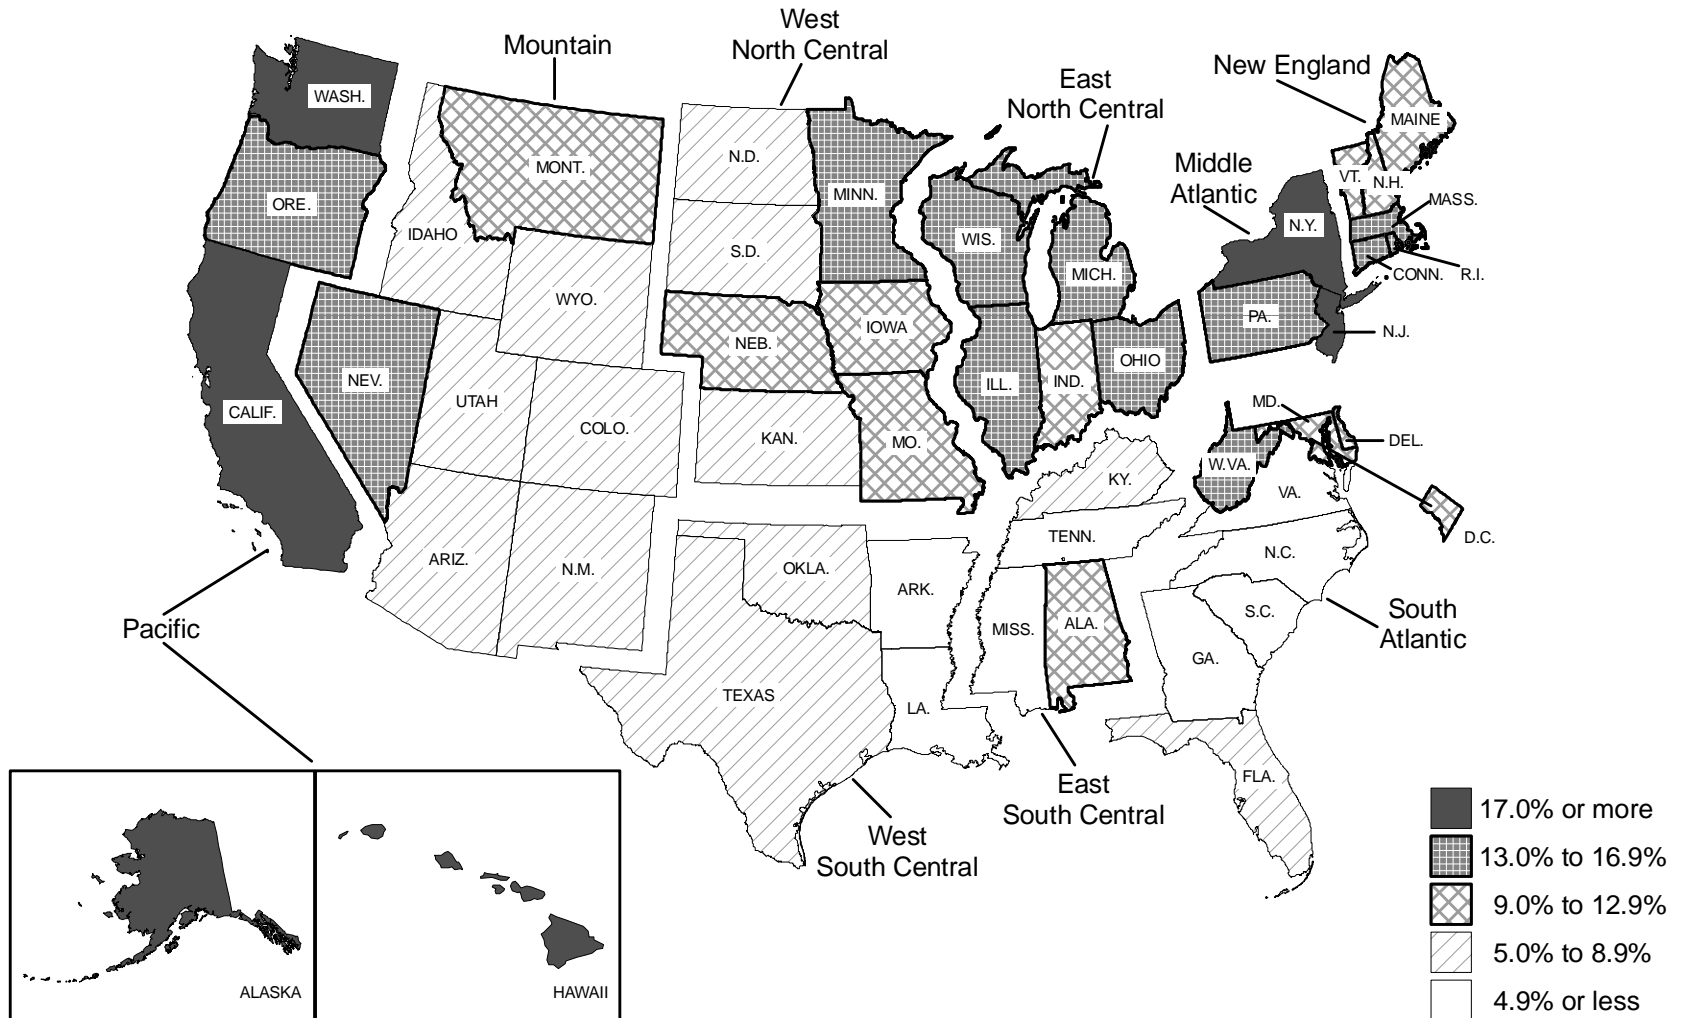 West
North Central
Mountain
East
North Central
New England
Middle
Atlantic
WASH.
ORE.
MONT.
IDAHO
WYO.
N.D.
S.D.
MINN.
WIS.
MICH.
MAINE
VT.
N.H.
MASS.
N.Y.
CONN.
R.I.
PA.
N.J.
NEB.
IOWA
NEV.
UTAH
COLO.
CALIF.
KAN.
MO.
ILL.
IND.
OHIO
MD.
DEL.
W.VA.
VA.
D.C.
KY.
TENN.
N.C.
S.C.
ARIZ.
N.M.
OKLA.
ARK.
MISS.
ALA.
GA.
TEXAS
LA.
FLA.
Pacific
South
Atlantic
East
South Central
West
South Central
ALASKA
HAWAII
17.0% or more
13.0% to 16.9%
9.0% to 12.9%
5.0% to 8.9%
4.9% or less